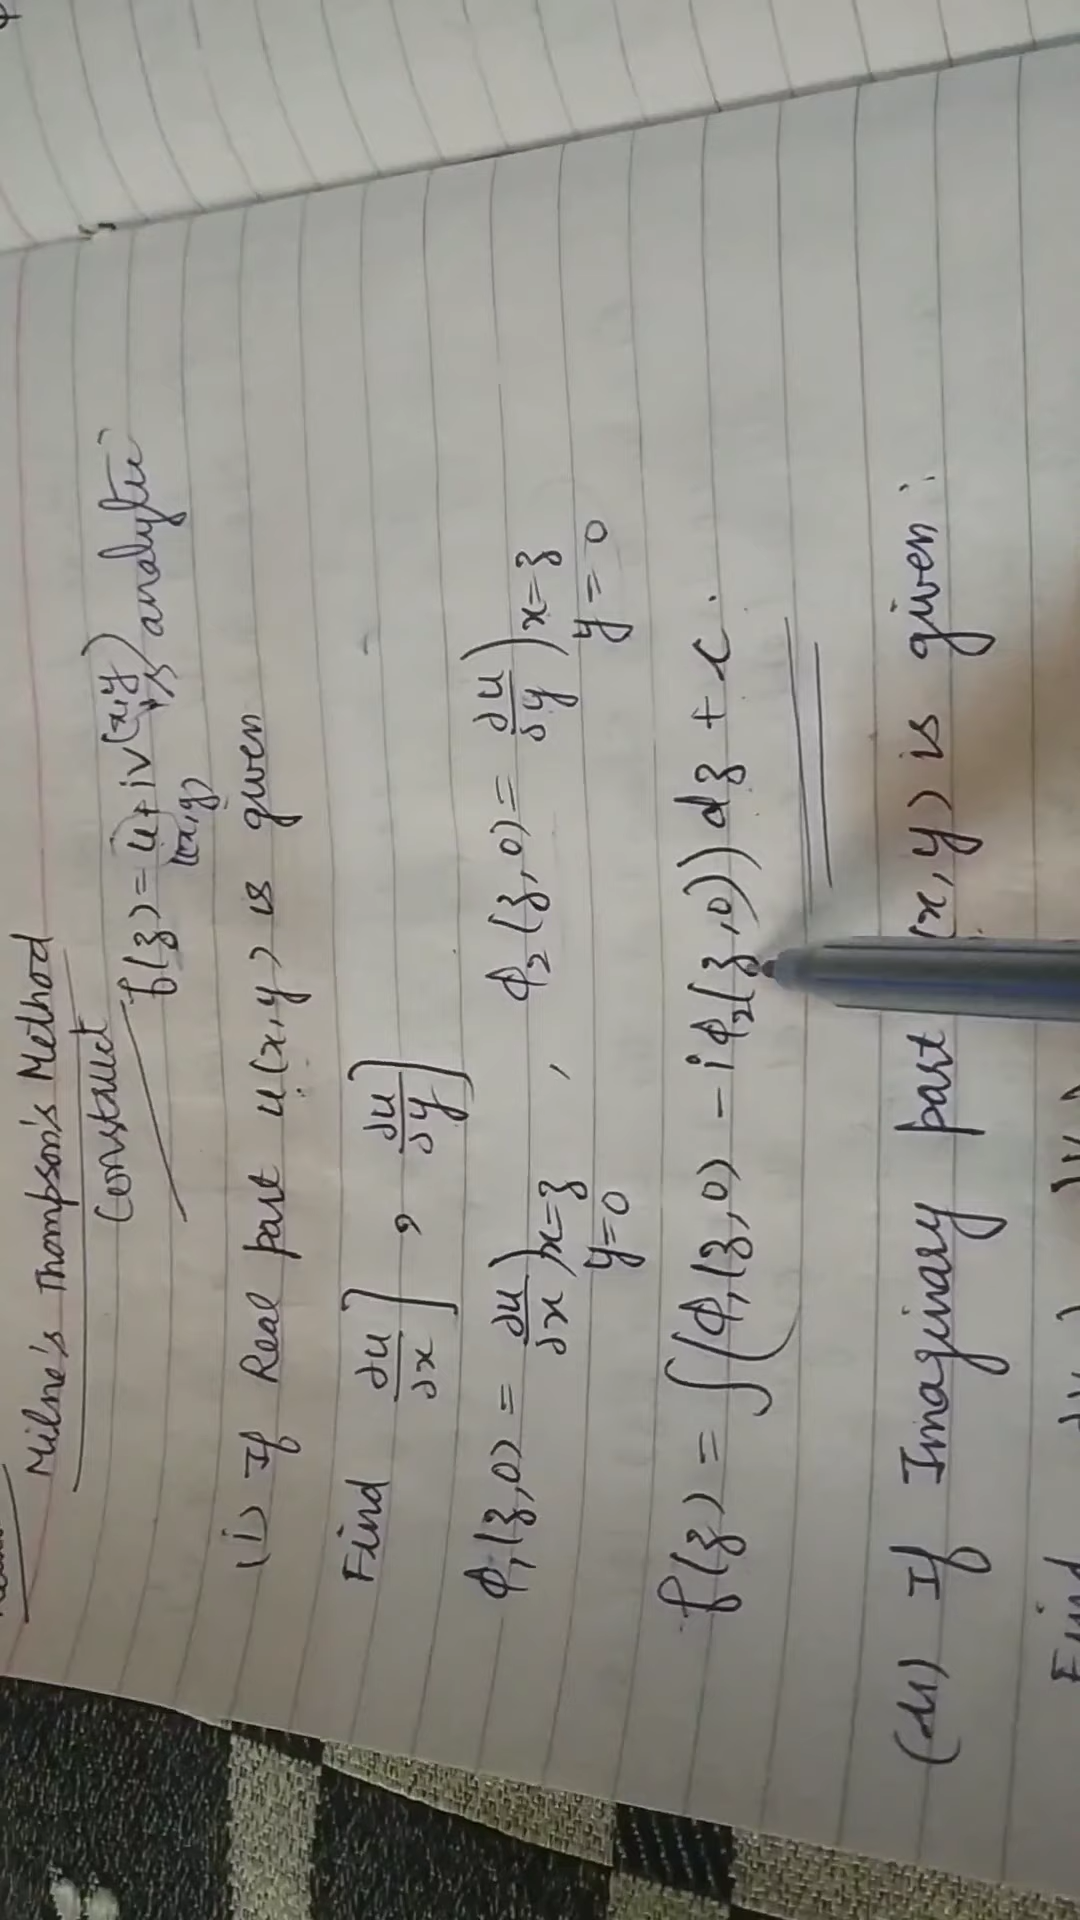 Milne's Thompson's Method
Construct f(z) = u + iv(x,y) is analytic
(x,y)
(i) If Real part u(x,y) is given
Find ∂u/∂x ] , ∂u/∂y ]
ϕ₁(z,0) = ∂u/∂x ) x=z y=0 , ϕ₂(z,0) = ∂u/∂y ) x=z y=0
f(z) = ∫(ϕ₁(z,0) - iϕ₂(z,0)) dz + c.
(ii) If Imaginary part (x,y) is given:
Find